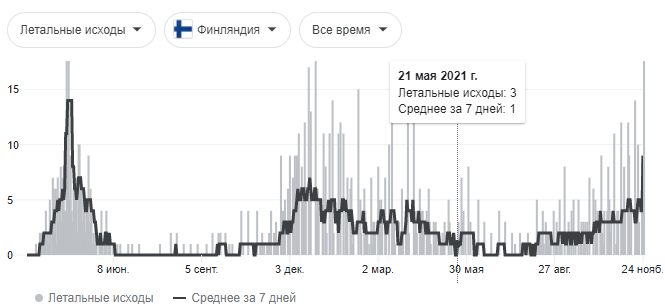 Летальные исходы
Финляндия
Все время
21 мая 2021 г.
Летальные исходы: 3
Среднее за 7 дней: 1
15
10
5
0
8 июн.
5 сент.
3 дек.
2 мар.
30 мая
27 авг.
24 нояб.
Летальные исходы
Среднее за 7 дней